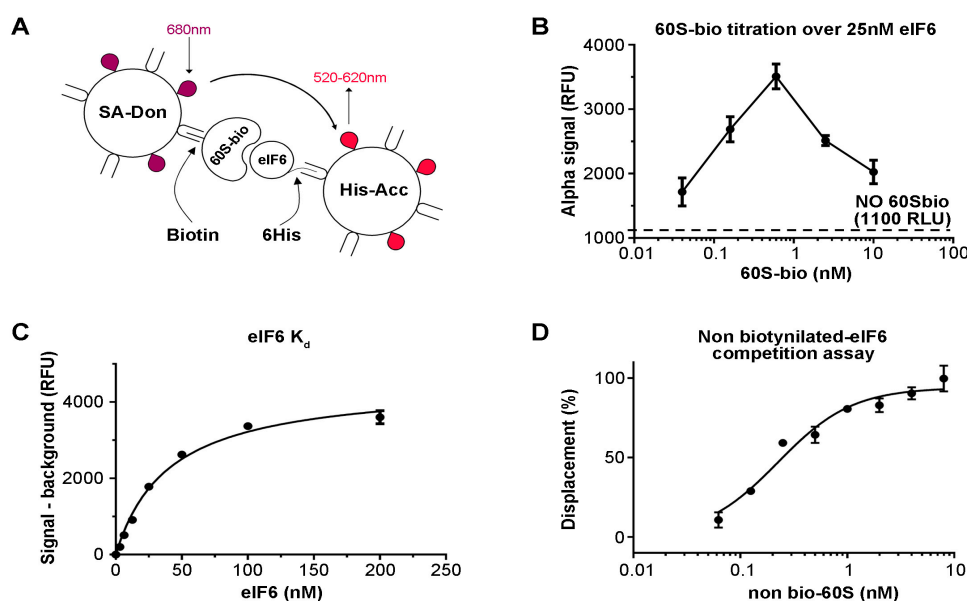 A
680nm
520-620nm
SA-Don
60S-bio
eIF6
His-Acc
Biotin
6His
B
60S-bio titration over 25nM eIF6
Alpha signal (RFU)
4000
3000
2000
1000
NO 60Sbio
(1100 RLU)
0.01
0.1
1
10
100
60S-bio (nM)
C
eIF6 Kd
Signal - background (RFU)
4000
2000
0
0
50
100
150
200
250
eIF6 (nM)
D
Non biotynilated-eIF6
competition assay
Displacement (%)
100
50
0
0.01
0.1
1
10
non bio-60S (nM)